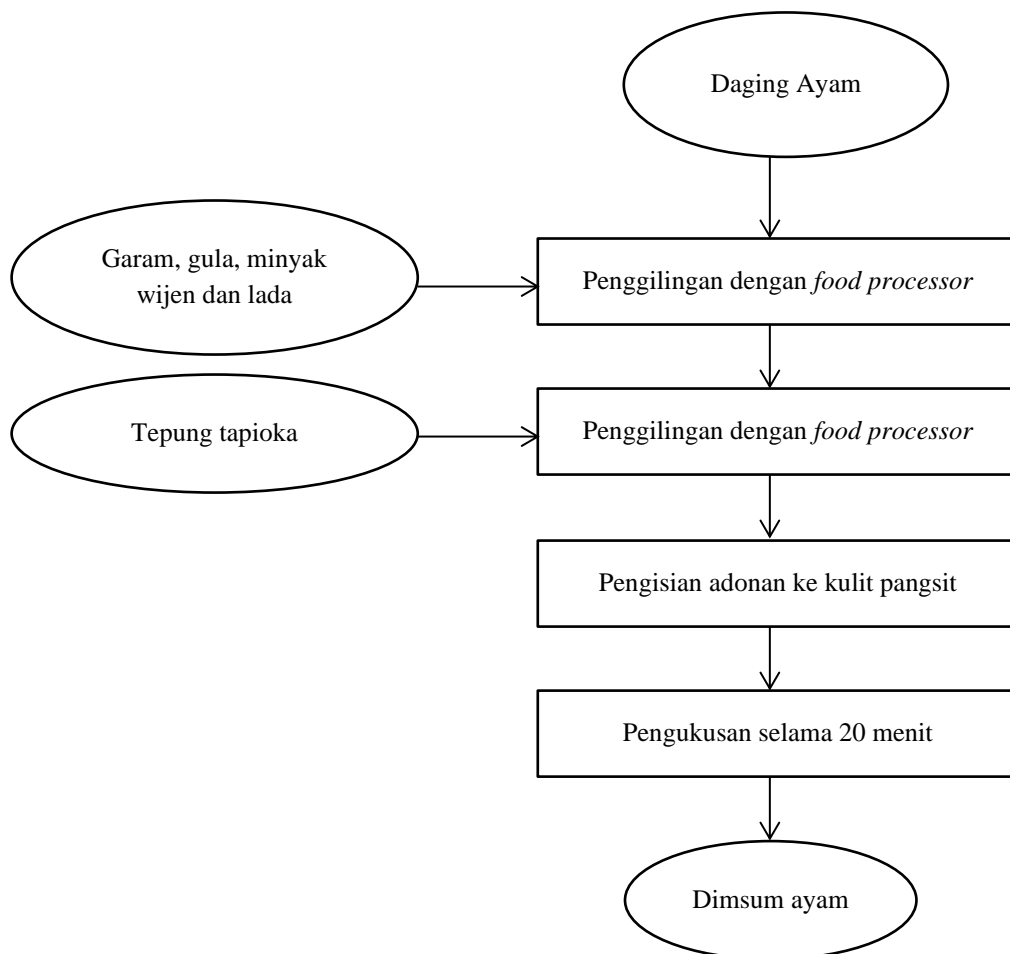 Daging Ayam
Garam, gula, minyak
wijen dan lada
Penggilingan dengan food processor
Tepung tapioka
Penggilingan dengan food processor
Pengisian adonan ke kulit pangsit
Pengukusan selama 20 menit
Dimsum ayam